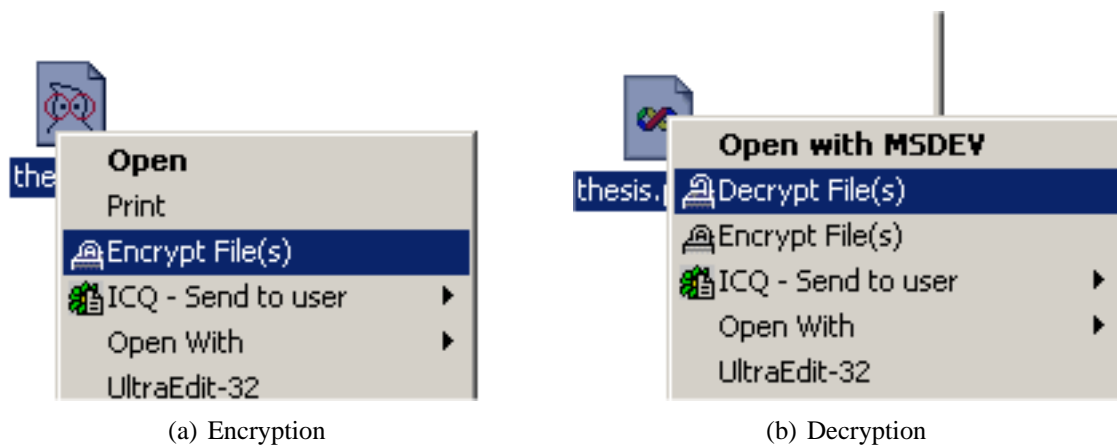 the
Open
Print
Encrypt File(s)
ICQ - Send to user
Open With
UltraEdit-32
(a) Encryption
thesis.
Open with MSDEV
Decrypt File(s)
Encrypt File(s)
ICQ - Send to user
Open With
UltraEdit-32
(b) Decryption